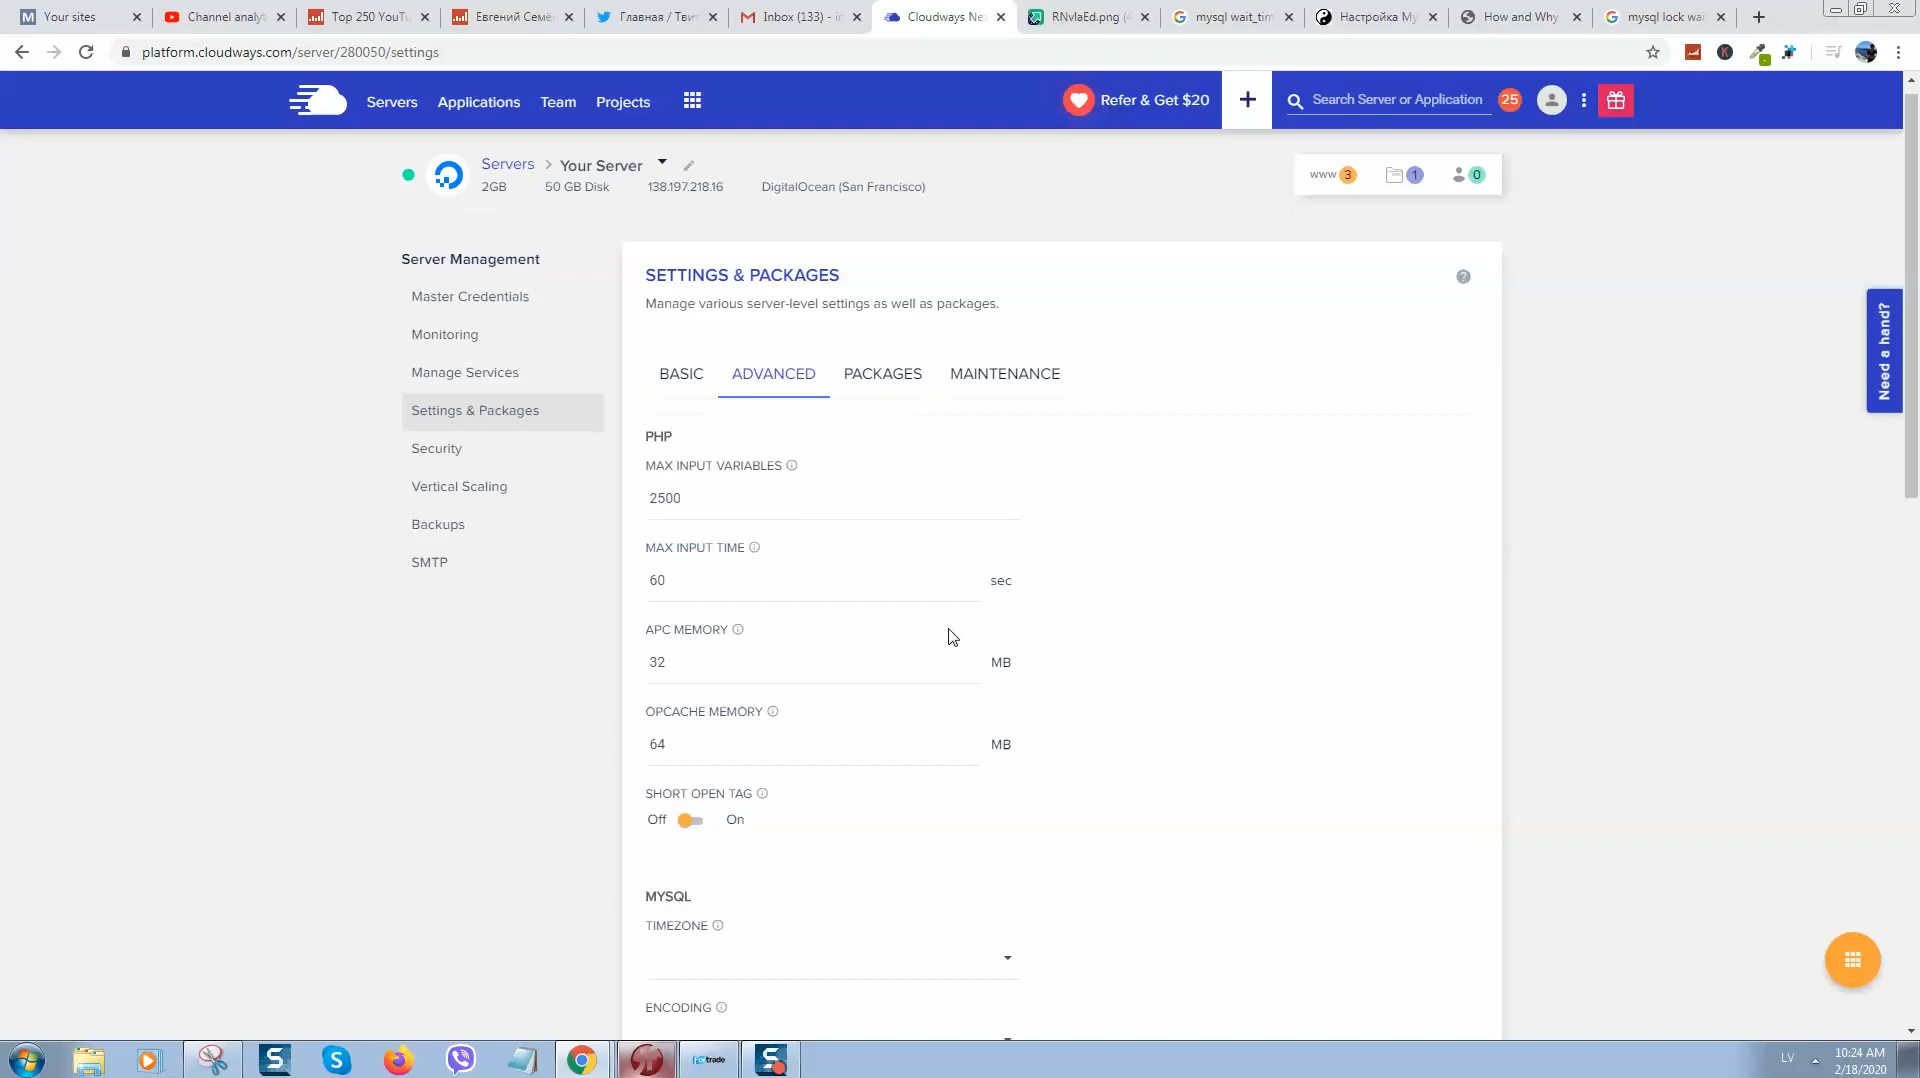 Your sites
Channel analyt
Top 250 YouTu
Евгений Семё
Главная / Тви
Inbox (133) - ir
Cloudways Nex
RNvlaEd.png (4
mysql wait_tim
Настройка My
How and Why
mysql lock wai
platform.cloudways.com/server/280050/settings
Servers
Applications
Team
Projects
Refer & Get $20
Search Server or Application
25
Servers > Your Server
2GB
50 GB Disk
138.197.218.16
DigitalOcean (San Francisco)
www 3
1
0
Need a hand?
Server Management
Master Credentials
Monitoring
Manage Services
Settings & Packages
Security
Vertical Scaling
Backups
SMTP
SETTINGS & PACKAGES
Manage various server-level settings as well as packages.
BASIC
ADVANCED
PACKAGES
MAINTENANCE
PHP
MAX INPUT VARIABLES
2500
MAX INPUT TIME
60
sec
APC MEMORY
32
MB
OPCACHE MEMORY
64
MB
SHORT OPEN TAG
Off
On
MYSQL
TIMEZONE
ENCODING
LV
10:24 AM
2/18/2020